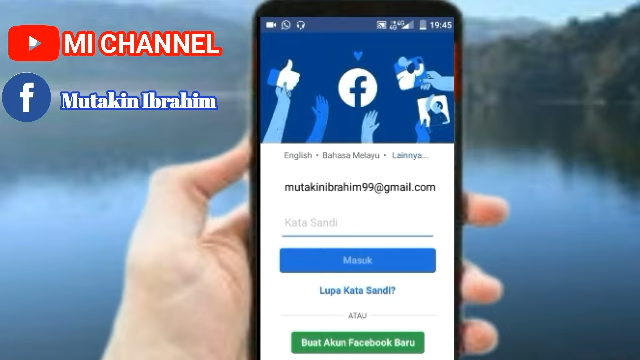 MI CHANNEL
f Mutakin Ibrahim
19:45
f
English • Bahasa Melayu • Lainnya...
mutakinibrahim99@gmail.com
Kata Sandi
Masuk
Lupa Kata Sandi?
ATAU
Buat Akun Facebook Baru